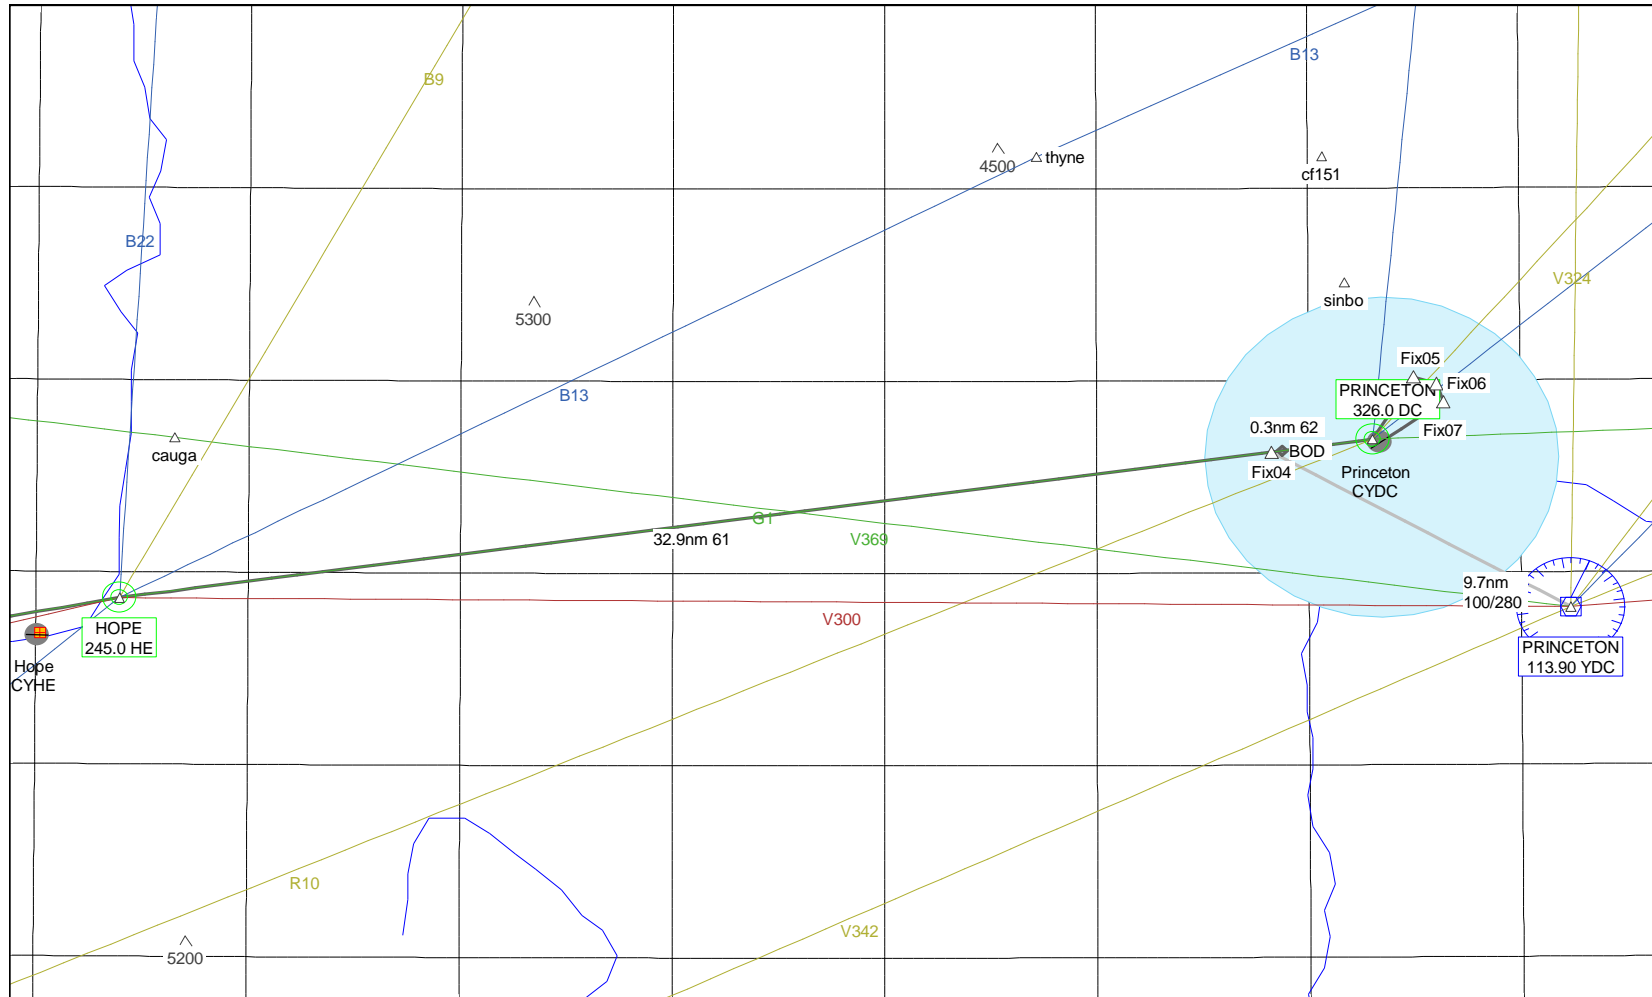 B13
B9
4500
thyne
cf151
B22
V324
sinbo
5300
Fix05
Fix06
PRINCETON
326.0 DC
B13
0.3nm 62
Fix07
cauga
BOD
Fix04
Princeton
CYDC
G1
32.9nm 61
V369
9.7nm
100/280
V300
HOPE
245.0 HE
PRINCETON
113.90 YDC
Hope
CYHE
R10
V342
5200